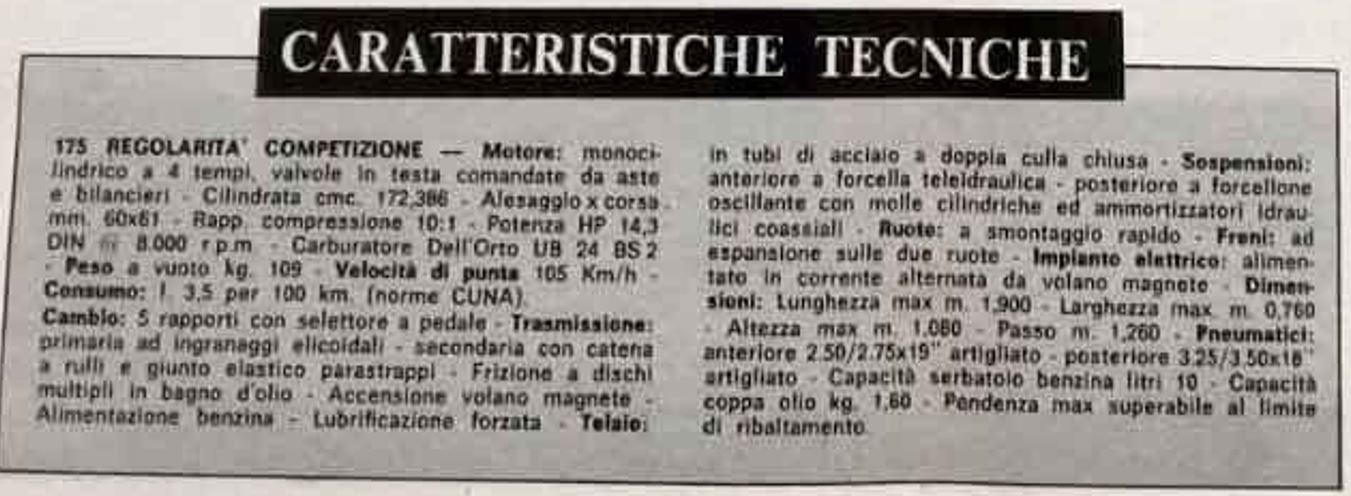 CARATTERISTICHE TECNICHE
175 REGOLARITA' COMPETIZIONE — Motore: monoci-
lindrico a 4 tempi, valvole in testa comandate da aste
e bilancieri - Cilindrata cmc. 172,386 - Alesaggio x corsa
mm. 60x61 - Rapp. compressione 10:1 - Potenza HP 14,3
DIN @ 8.000 r.p.m - Carburatore Dell'Orto UB 24 BS 2
- Peso a vuoto kg. 109 - Velocità di punta 105 Km/h -
Consumo: l. 3,5 per 100 km. (norme CUNA).
Cambio: 5 rapporti con selettore a pedale - Trasmissione:
primaria ad ingranaggi elicoidali - secondaria con catena
a rulli e giunto elastico parastrappi - Frizione a dischi
multipli in bagno d'olio - Accensione volano magnete -
Alimentazione benzina - Lubrificazione forzata - Telaio:
in tubi di acciaio a doppia culla chiusa - Sospensioni:
anteriore a forcella teleidraulica - posteriore a forcellone
oscillante con molle cilindriche ed ammortizzatori idrau-
lici coassiali - Ruote: a smontaggio rapido - Freni: ad
espansione sulle due ruote - Impianto elettrico: alimen-
tato in corrente alternata da volano magnete - Dimen-
sioni: Lunghezza max m. 1,900 - Larghezza max. m. 0,760
- Altezza max m. 1,060 - Passo m. 1,260 - Pneumatici:
anteriore 2.50/2.75x19" artigliato - posteriore 3.25/3.50x18"
artigliato - Capacità serbatoio benzina litri 10 - Capacità
coppa olio kg. 1,60 - Pendenza max superabile al limite
di ribaltamento.